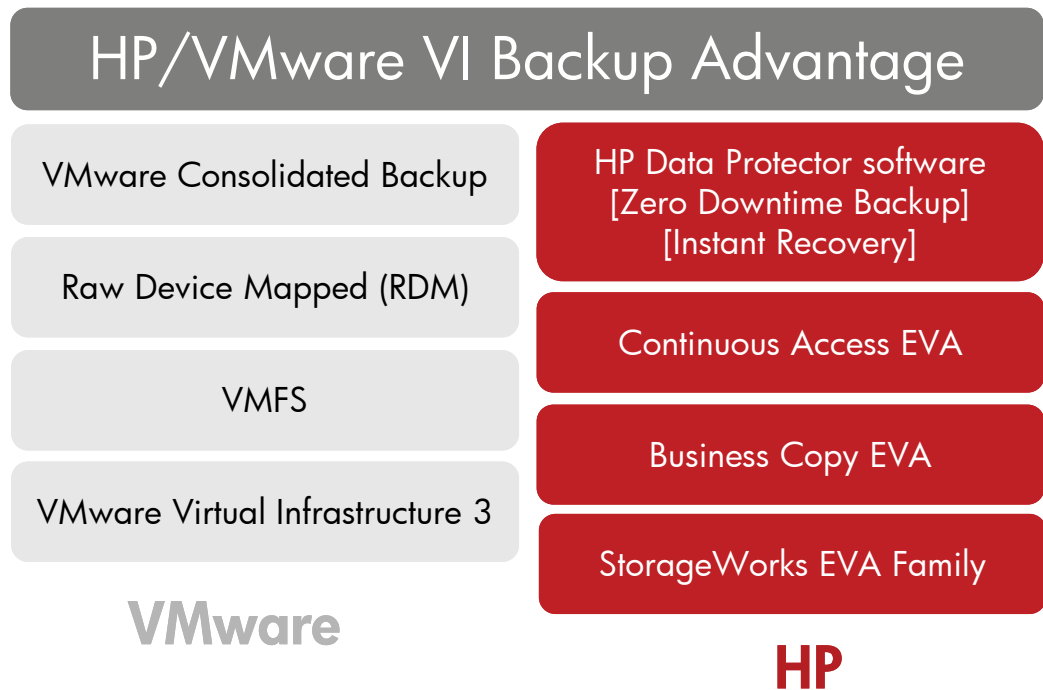 HP/VMware VI Backup Advantage
VMware Consolidated Backup
Raw Device Mapped (RDM)
VMFS
VMware Virtual Infrastructure 3
VMware
HP Data Protector software
[Zero Downtime Backup]
[Instant Recovery]
Continuous Access EVA
Business Copy EVA
StorageWorks EVA Family
HP